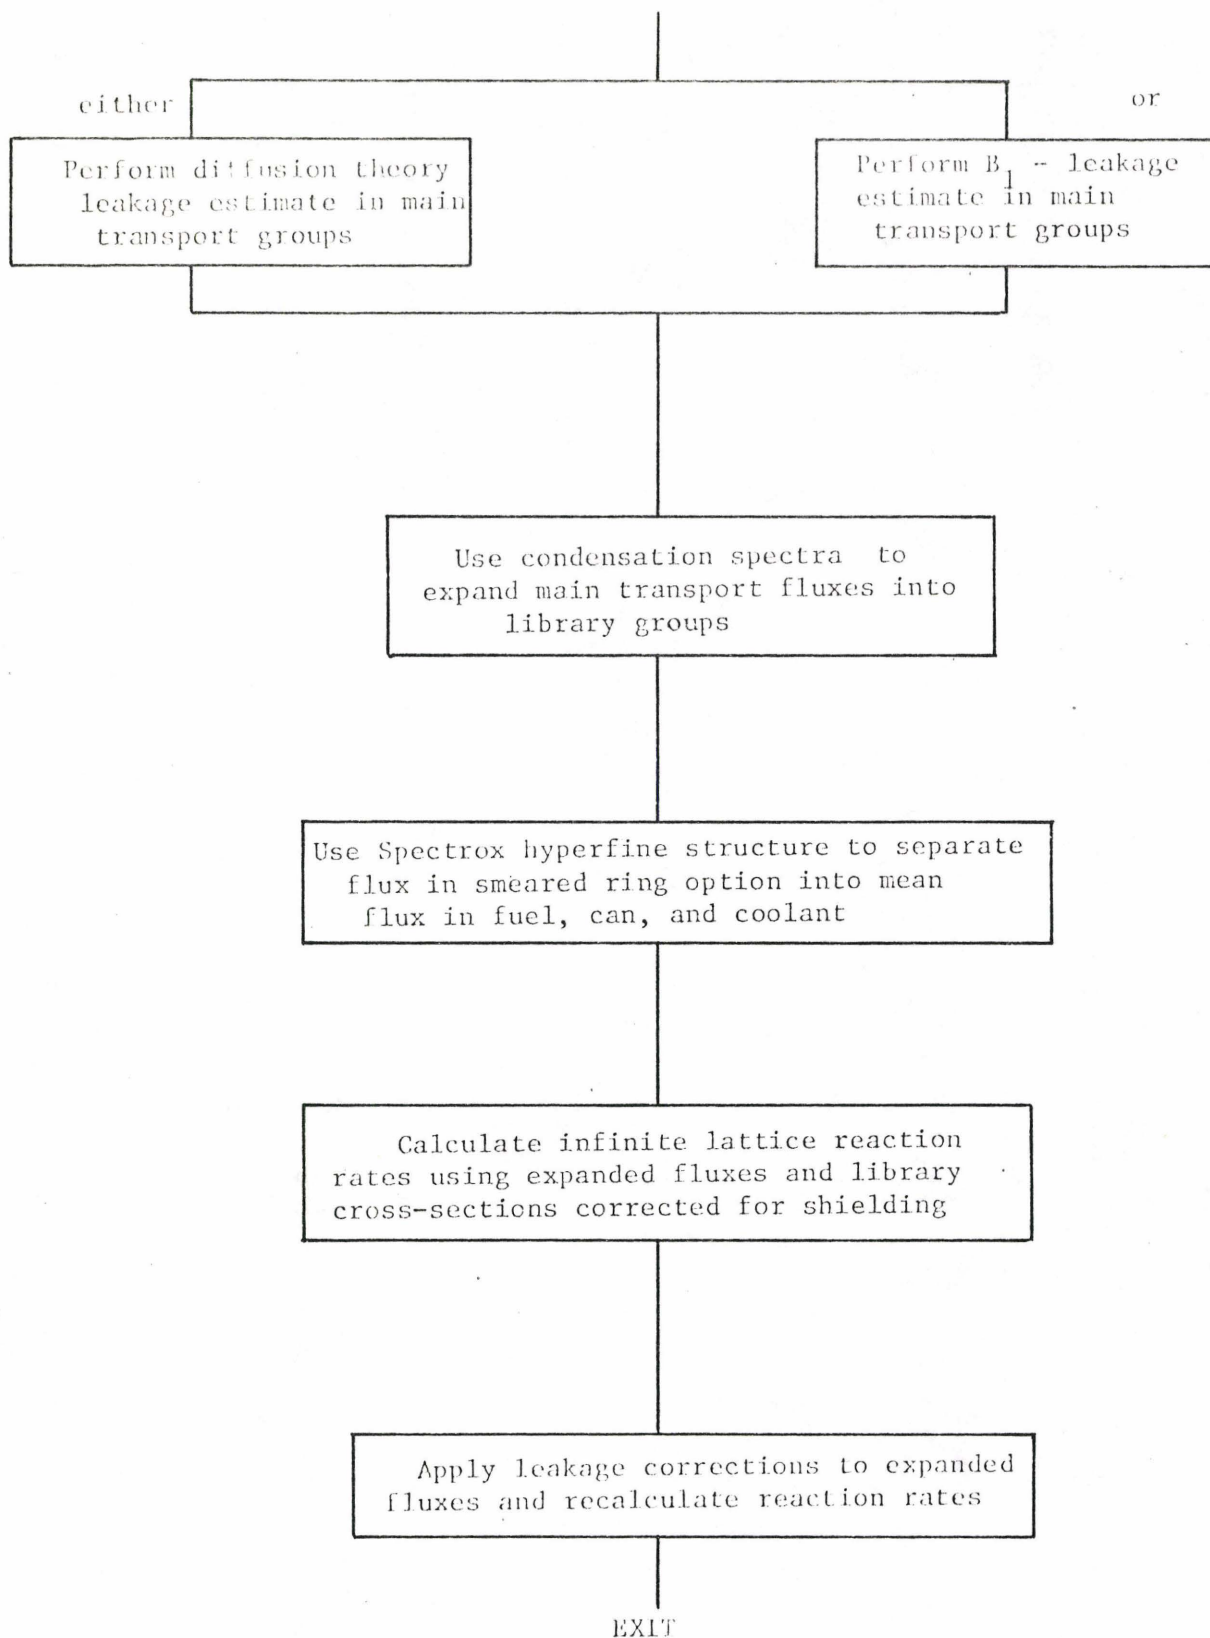 either
or
Perform diffusion theory
leakage estimate in main
transport groups
Perform B1 - leakage
estimate in main
transport groups
Use condensation spectra to
expand main transport fluxes into
library groups
Use Spectrox hyperfine structure to separate
flux in smeared ring option into mean
flux in fuel, can, and coolant
Calculate infinite lattice reaction
rates using expanded fluxes and library
cross-sections corrected for shielding
Apply leakage corrections to expanded
fluxes and recalculate reaction rates
EXIT